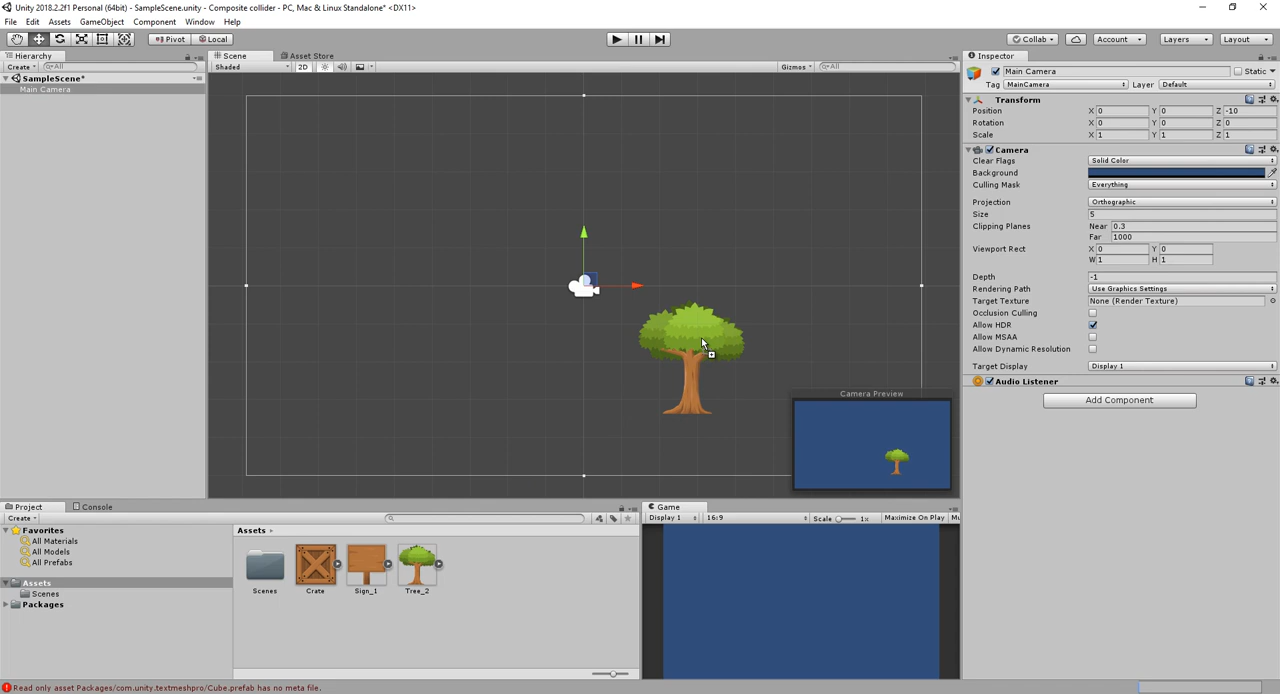 Unity 2018.2.2f1 Personal (64bit) - SampleScene.unity - Composite collider - PC, Mac & Linux Standalone* <DX11>
File Edit Assets GameObject Component Window Help
Pivot Local Collab Account Layers Layout
Hierarchy Scene Asset Store Inspector
Create All Shaded 2D Gizmos All
Main Camera Static
SampleScene*
Main Camera
Tag MainCamera Layer Default
Transform
Position X 0 Y 0 Z -10
Rotation X 0 Y 0 Z 0
Scale X 1 Y 1 Z 1
Camera
Clear Flags Solid Color
Background
Culling Mask Everything
Projection Orthographic
Size 5
Clipping Planes Near 0.3
Far 1000
Viewport Rect X 0 Y 0
W 1 H 1
Depth -1
Rendering Path Use Graphics Settings
Target Texture None (Render Texture)
Occlusion Culling
Allow HDR
Allow MSAA
Allow Dynamic Resolution
Target Display Display 1
Audio Listener
Add Component
Camera Preview
Project Console Game
Create Display 1 16:9 Scale 1x Maximize On Play Mu
Favorites
All Materials
All Models
All Prefabs
Assets
Scenes
Packages
Assets
Scenes Crate Sign_1 Tree_2
Read only asset Packages/com.unity.textmeshpro/Cube.prefab has no meta file.